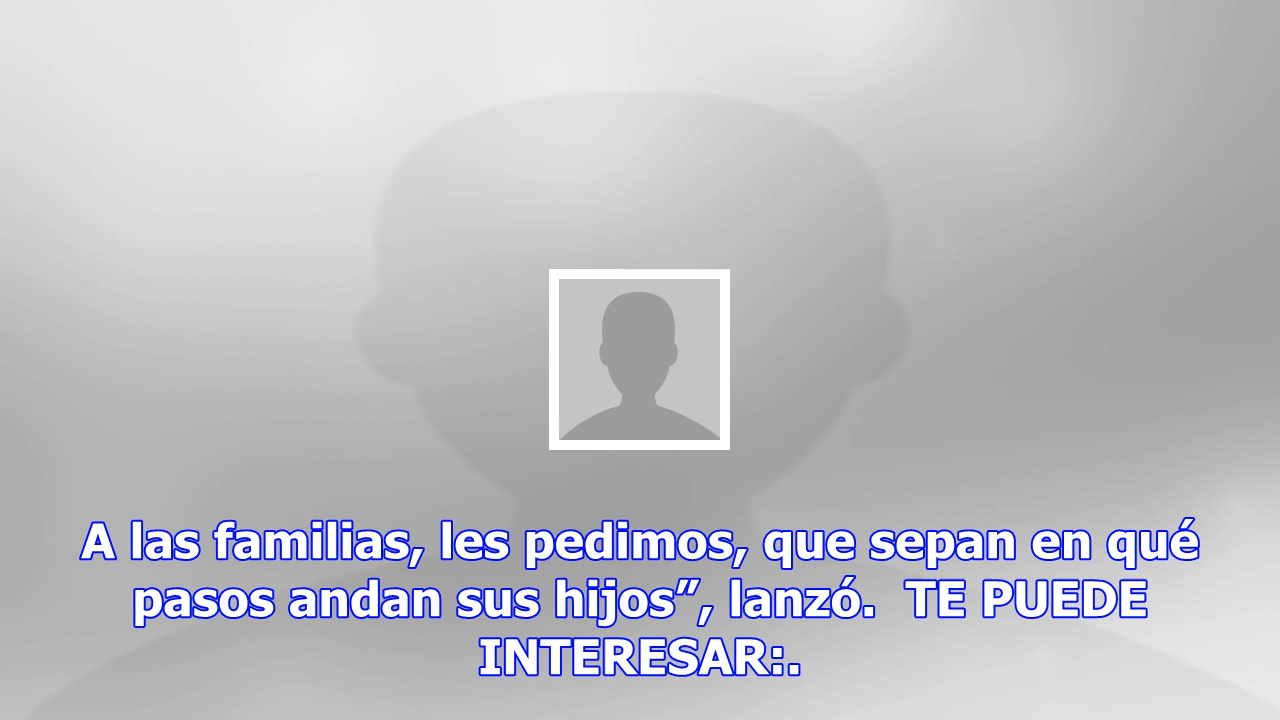 A las familias, les pedimos, que sepan en qué
pasos andan sus hijos”, lanzó.  TE PUEDE
INTERESAR:.